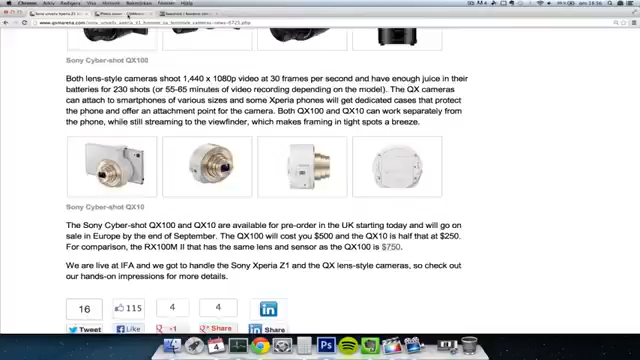 Chrome
www.gsmarena.com/sony_unveils_xperia_z1_honami_its_lensstyle_cameras-news-6725.php
Sony Cyber-shot QX100
Both lens-style cameras shoot 1,440 x 1080p video at 30 frames per second and have enough juice in their
batteries for 230 shots (or 55-65 minutes of video recording depending on the model). The QX cameras
can attach to smartphones of various sizes and some Xperia phones will get dedicated cases that protect
the phone and offer an attachment point for the camera. Both QX100 and QX10 can work separately from
the phone, while still streaming to the viewfinder, which makes framing in tight spots a breeze.
Sony Cyber-shot QX10
The Sony Cyber-shot QX100 and QX10 are available for pre-order in the UK starting today and will go on
sale in Europe by the end of September. The QX100 will cost you $500 and the QX10 is half that at $250.
For comparison, the RX100M II that has the same lens and sensor as the QX100 is $750.
We are live at IFA and we got to handle the Sony Xperia Z1 and the QX lens-style cameras, so check out
our hands-on impressions for more details.
16 115 4 4 in
Tweet Like +1 Share Share